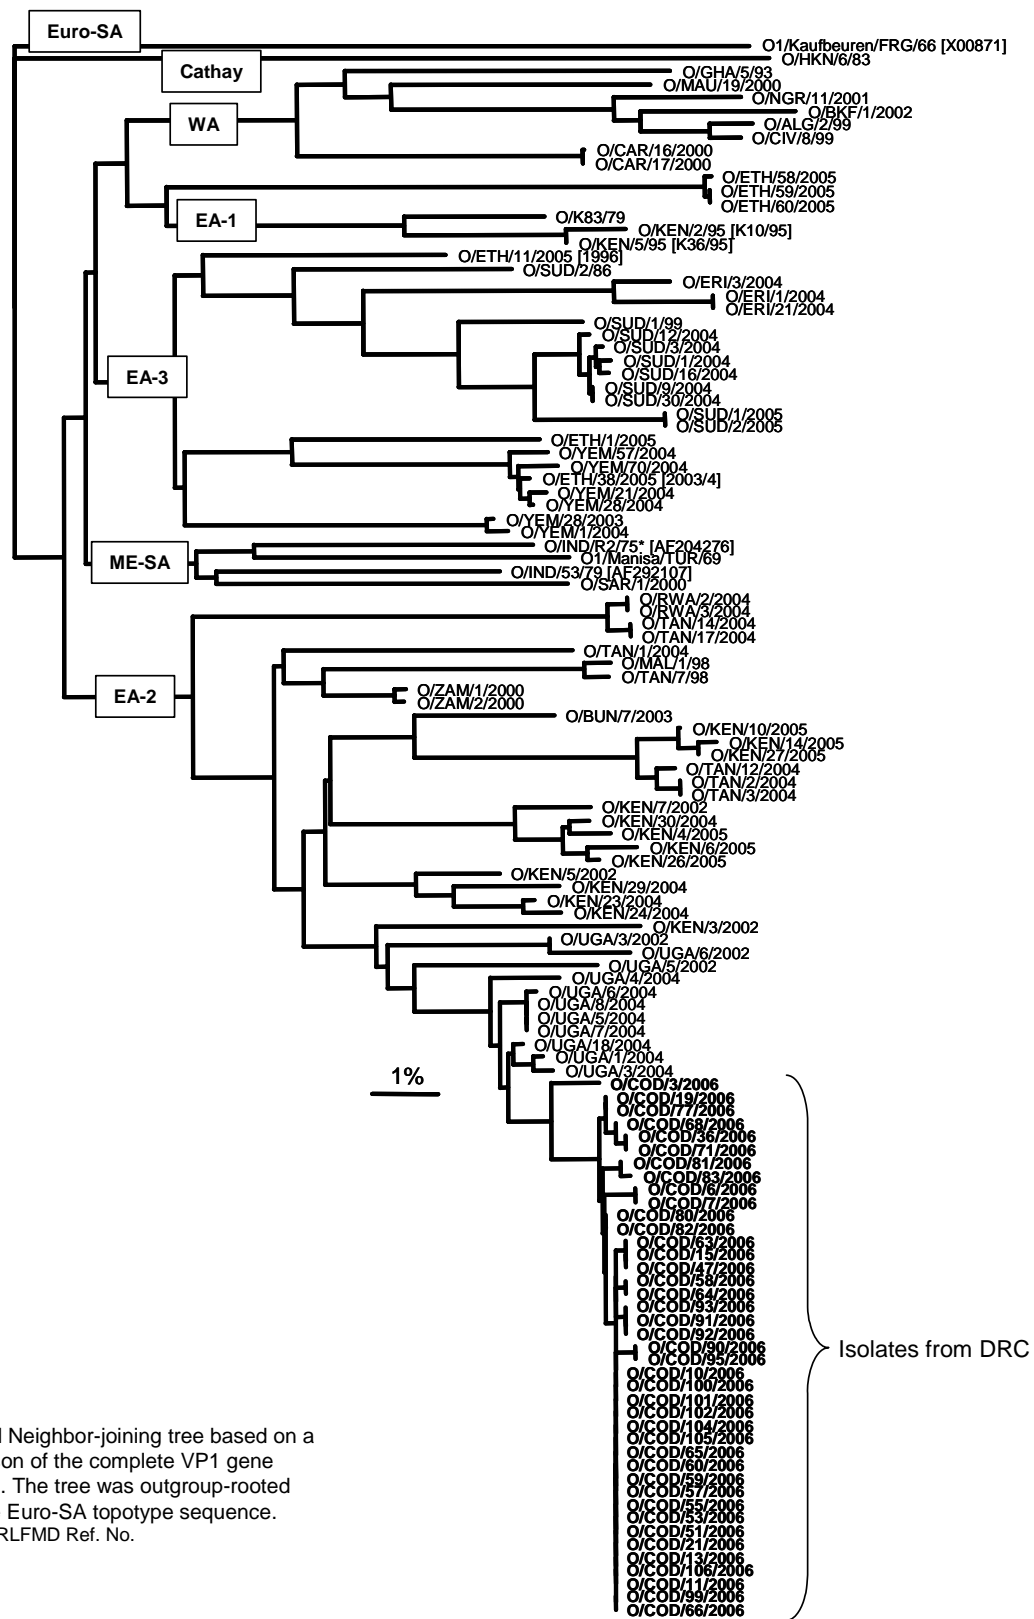 Euro-SA
O1/Kaufbeuren/FRG/66 [X00871]
O/HKN/6/83
Cathay
O/GHA/5/93
O/MAU/19/2000
O/NGR/11/2001
O/BKF/1/2002
WA
O/ALG/2/99
O/CIV/8/99
O/CAR/16/2000
O/CAR/17/2000
O/ETH/58/2005
O/ETH/59/2005
O/ETH/60/2005
EA-1
O/K83/79
O/KEN/2/95 [K10/95]
O/KEN/5/95 [K36/95]
O/ETH/11/2005 [1996]
O/SUD/2/86
O/ERI/3/2004
O/ERI/1/2004
O/ERI/21/2004
O/SUD/1/99
O/SUD/12/2004
O/SUD/3/2004
O/SUD/1/2004
O/SUD/16/2004
EA-3
O/SUD/9/2004
O/SUD/30/2004
O/SUD/1/2005
O/SUD/2/2005
O/ETH/1/2005
O/YEM/57/2004
O/YEM/70/2004
O/ETH/38/2005 [2003/4]
O/YEM/21/2004
O/YEM/28/2004
O/YEM/28/2003
O/YEM/1/2004
O/IND/R2/75* [AF204276]
O1/Manisa/TUR/69
ME-SA
O/IND/53/79 [AF292107]
O/SAR/1/2000
O/RWA/2/2004
O/RWA/3/2004
O/TAN/14/2004
O/TAN/17/2004
O/TAN/1/2004
O/MAL/1/98
O/TAN/7/98
O/ZAM/1/2000
EA-2
O/ZAM/2/2000
O/BUN/7/2003
O/KEN/10/2005
O/KEN/14/2005
O/KEN/27/2005
O/TAN/12/2004
O/TAN/2/2004
O/TAN/3/2004
O/KEN/7/2002
O/KEN/30/2004
O/KEN/4/2005
O/KEN/6/2005
O/KEN/26/2005
O/KEN/5/2002
O/KEN/29/2004
O/KEN/23/2004
O/KEN/24/2004
O/KEN/3/2002
O/UGA/3/2002
O/UGA/6/2002
O/UGA/5/2002
O/UGA/4/2004
O/UGA/6/2004
O/UGA/8/2004
O/UGA/5/2004
O/UGA/7/2004
O/UGA/18/2004
O/UGA/1/2004
O/UGA/3/2004
1%
O/COD/3/2006
O/COD/19/2006
O/COD/77/2006
O/COD/68/2006
O/COD/36/2006
O/COD/71/2006
O/COD/81/2006
O/COD/83/2006
O/COD/6/2006
O/COD/7/2006
O/COD/80/2006
O/COD/82/2006
O/COD/63/2006
O/COD/15/2006
O/COD/47/2006
O/COD/58/2006
O/COD/64/2006
O/COD/93/2006
O/COD/91/2006
O/COD/92/2006
O/COD/90/2006
Isolates from DRC
O/COD/95/2006
O/COD/10/2006
O/COD/100/2006
O/COD/101/2006
O/COD/102/2006
O/COD/104/2006
O/COD/105/2006
O/COD/65/2006
O/COD/60/2006
O/COD/59/2006
O/COD/57/2006
O/COD/55/2006
O/COD/53/2006
O/COD/51/2006
O/COD/21/2006
O/COD/13/2006
O/COD/106/2006
O/COD/11/2006
O/COD/99/2006
O/COD/66/2006
Neighbor-joining tree based on a
on of the complete VP1 gene
. The tree was outgroup-rooted
Euro-SA topotype sequence.
RLFMD Ref. No.